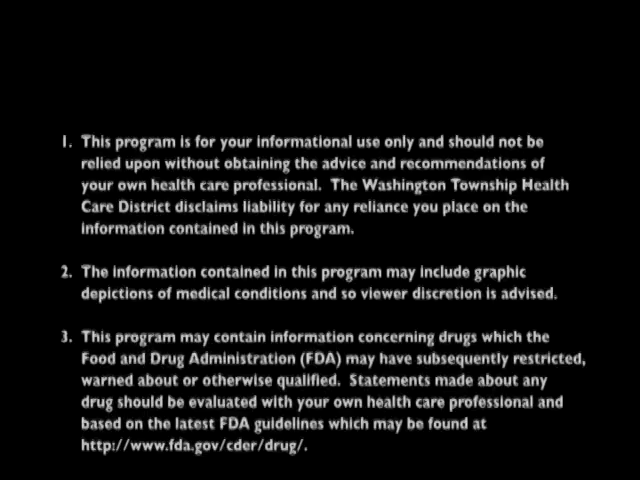 1. This program is for your informational use only and should not be
relied upon without obtaining the advice and recommendations of
your own health care professional. The Washington Township Health
Care District disclaims liability for any reliance you place on the
information contained in this program.
2. The information contained in this program may include graphic
depictions of medical conditions and so viewer discretion is advised.
3. This program may contain information concerning drugs which the
Food and Drug Administration (FDA) may have subsequently restricted,
warned about or otherwise qualified. Statements made about any
drug should be evaluated with your own health care professional and
based on the latest FDA guidelines which may be found at
http://www.fda.gov/cder/drug/.